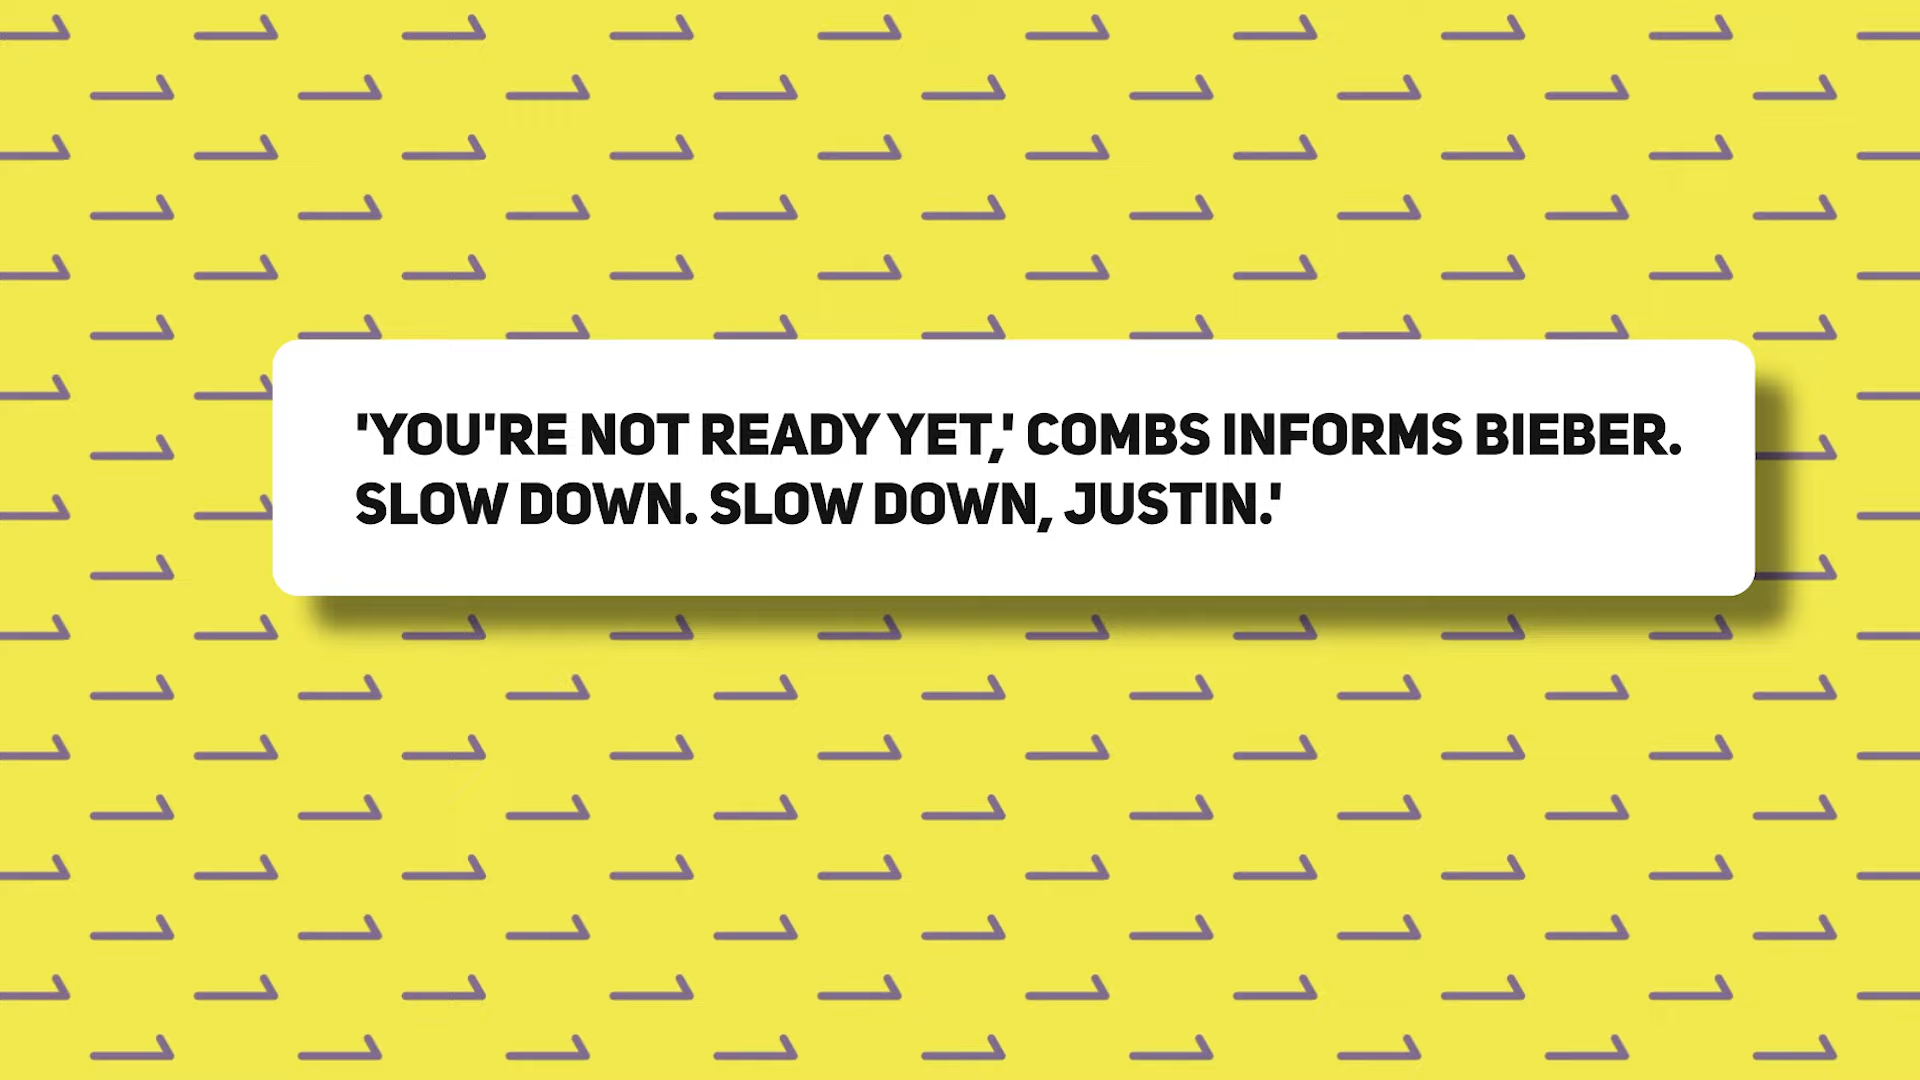 'YOU'RE NOT READY YET,' COMBS INFORMS BIEBER.
SLOW DOWN. SLOW DOWN, JUSTIN.'